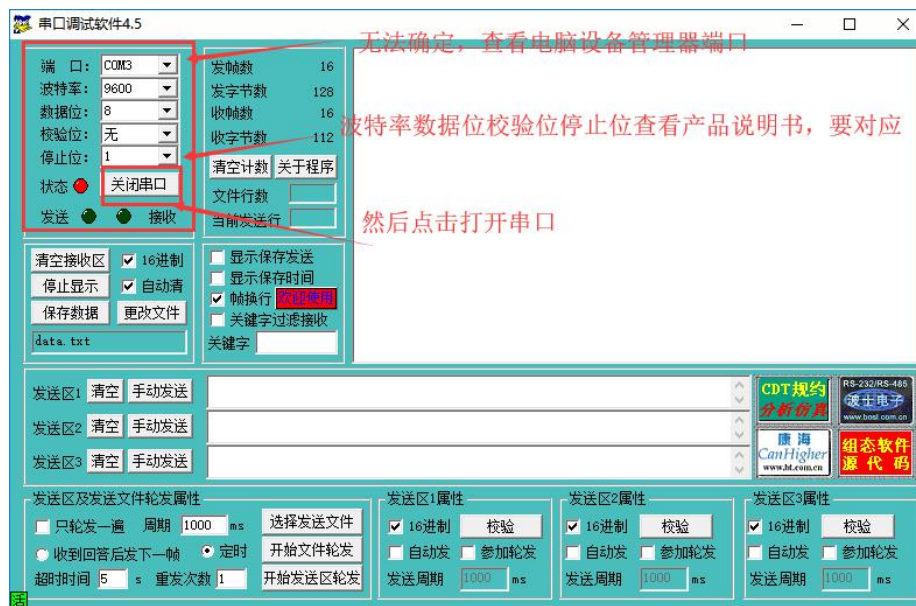 串口调试软件4.5
无法确定，查看电脑设备管理器端口
端 口: COM3
波特率: 9600
数据位: 8
校验位: 无
停止位: 1
状态 关闭串口
发送 接收
发帧数 16
发字节数 128
收帧数 16
收字节数 112
清空计数 关于程序
文件行数
当前发送行
波特率数据位校验位停止位查看产品说明书，要对应
然后点击打开串口
清空接收区 16进制
停止显示 自动清
保存数据 更改文件
data.txt
显示保存发送
显示保存时间
帧换行 欢迎使用
关键字过滤接收
关键字
发送区1 清空 手动发送
发送区2 清空 手动发送
发送区3 清空 手动发送
CDT规约
分析仿真
RS-232/RS-485
波士电子
www.bosi.com.cn
康 海
CanHigher
www.ht.com.cn
组态软件
源 代 码
发送区及发送文件轮发属性
只轮发一遍 周期 1000 ms 选择发送文件
收到回答后发下一帧 定时 开始文件轮发
超时时间 5 s 重发次数 1 开始发送区轮发
发送区1属性
16进制 校验
自动发 参加轮发
发送周期 1000 ms
发送区2属性
16进制 校验
自动发 参加轮发
发送周期 1000 ms
发送区3属性
16进制 校验
自动发 参加轮发
发送周期 1000 ms
活